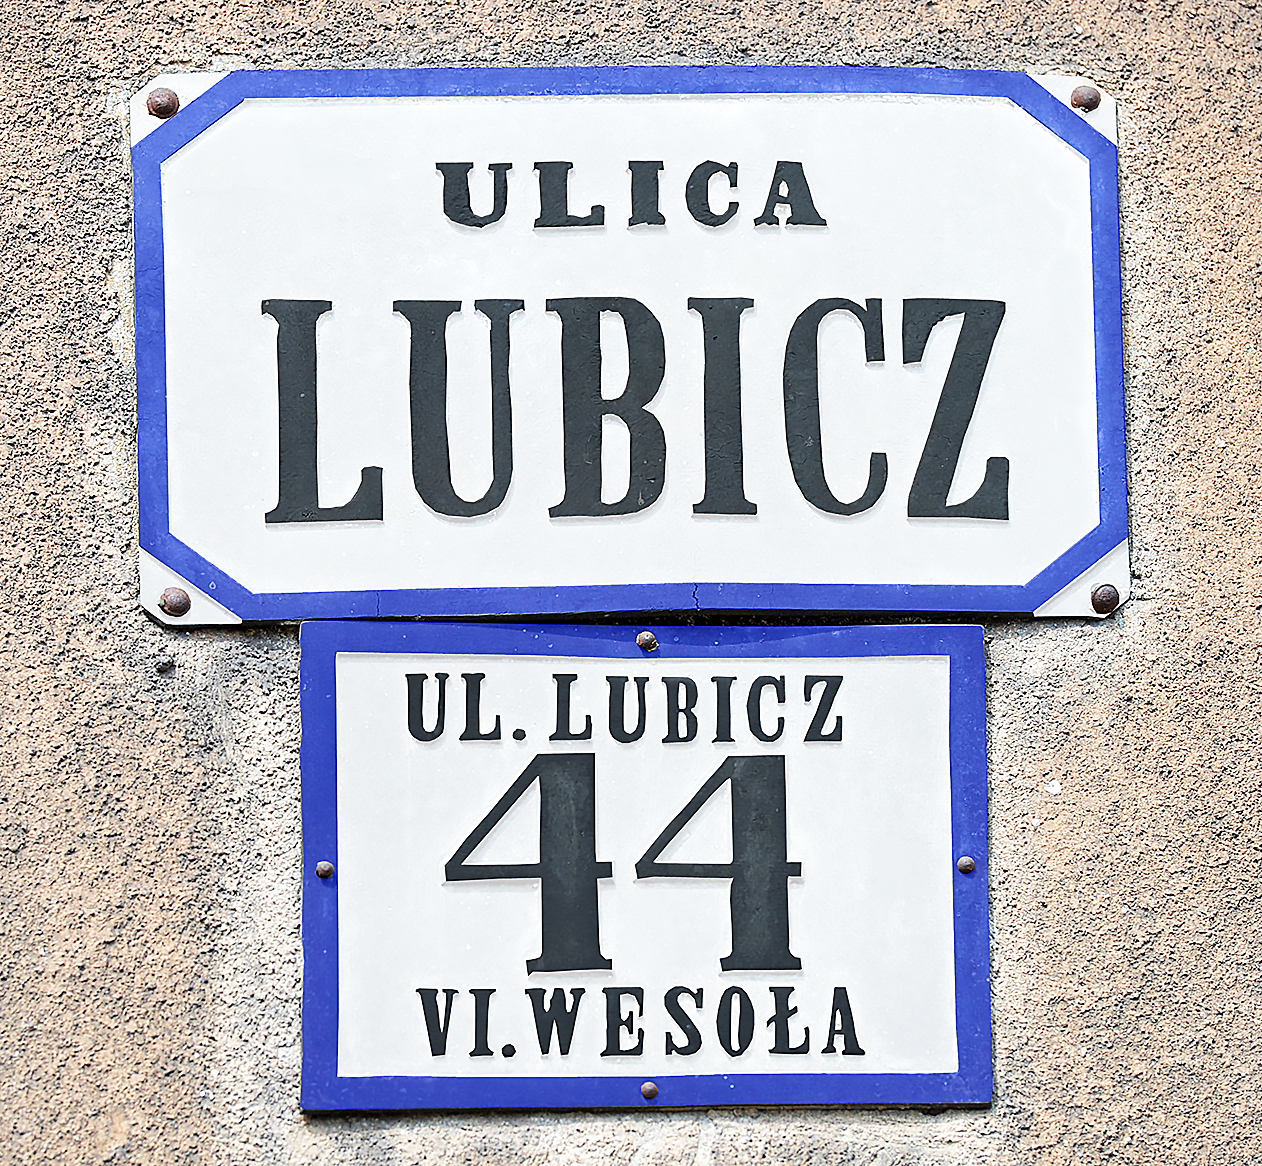 ULICA
LUBICZ
UL. LUBICZ
44
VI. WESOŁA